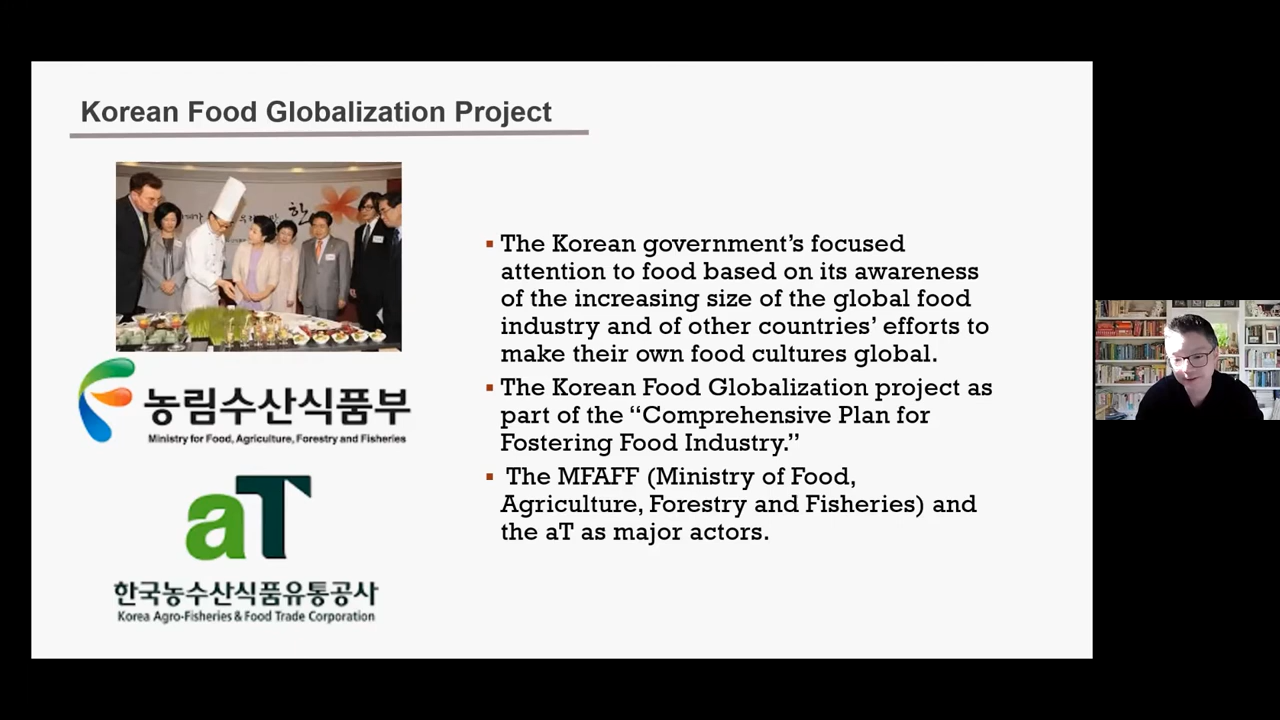 Korean Food Globalization Project
한
농림수산식품부
Ministry for Food, Agriculture, Forestry and Fisheries
aT
한국농수산식품유통공사
Korea Agro-Fisheries & Food Trade Corporation
The Korean government’s focused
attention to food based on its awareness
of the increasing size of the global food
industry and of other countries’ efforts to
make their own food cultures global.
The Korean Food Globalization project as
part of the “Comprehensive Plan for
Fostering Food Industry.”
The MFAFF (Ministry of Food,
Agriculture, Forestry and Fisheries) and
the aT as major actors.